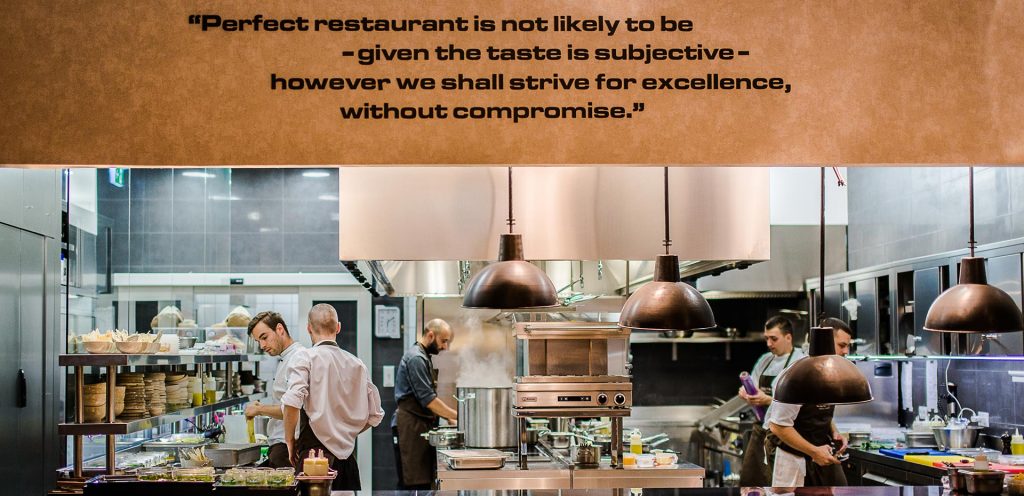 “Perfect restaurant is not likely to be
-given the taste is subjective-
however we shall strive for excellence,
without compromise.”